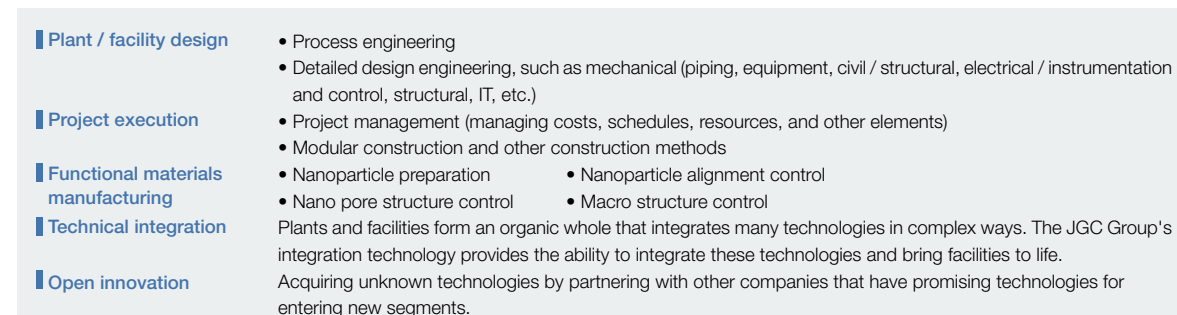 Plant / facility design • Process engineering
• Detailed design engineering, such as mechanical (piping, equipment, civil / structural, electrical / instrumentation
and control, structural, IT, etc.)
Project execution • Project management (managing costs, schedules, resources, and other elements)
• Modular construction and other construction methods
Functional materials • Nanoparticle preparation • Nanoparticle alignment control
manufacturing • Nano pore structure control • Macro structure control
Technical integration Plants and facilities form an organic whole that integrates many technologies in complex ways. The JGC Group's
integration technology provides the ability to integrate these technologies and bring facilities to life.
Open innovation Acquiring unknown technologies by partnering with other companies that have promising technologies for
entering new segments.